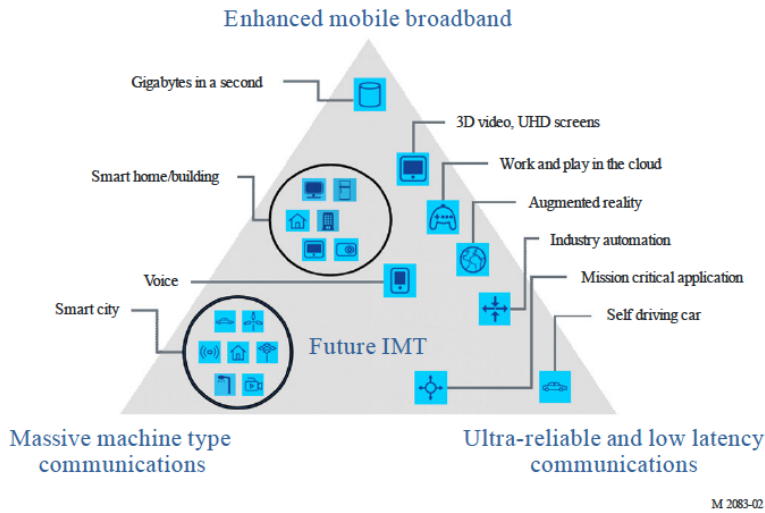 Enhanced mobile broadband
Gigabytes in a second
3D video, UHD screens
Work and play in the cloud
Smart home/building
Augmented reality
Industry automation
Voice
Mission critical application
Smart city
Self driving car
Future IMT
Massive machine type
communications
Ultra-reliable and low latency
communications
M 2083-02